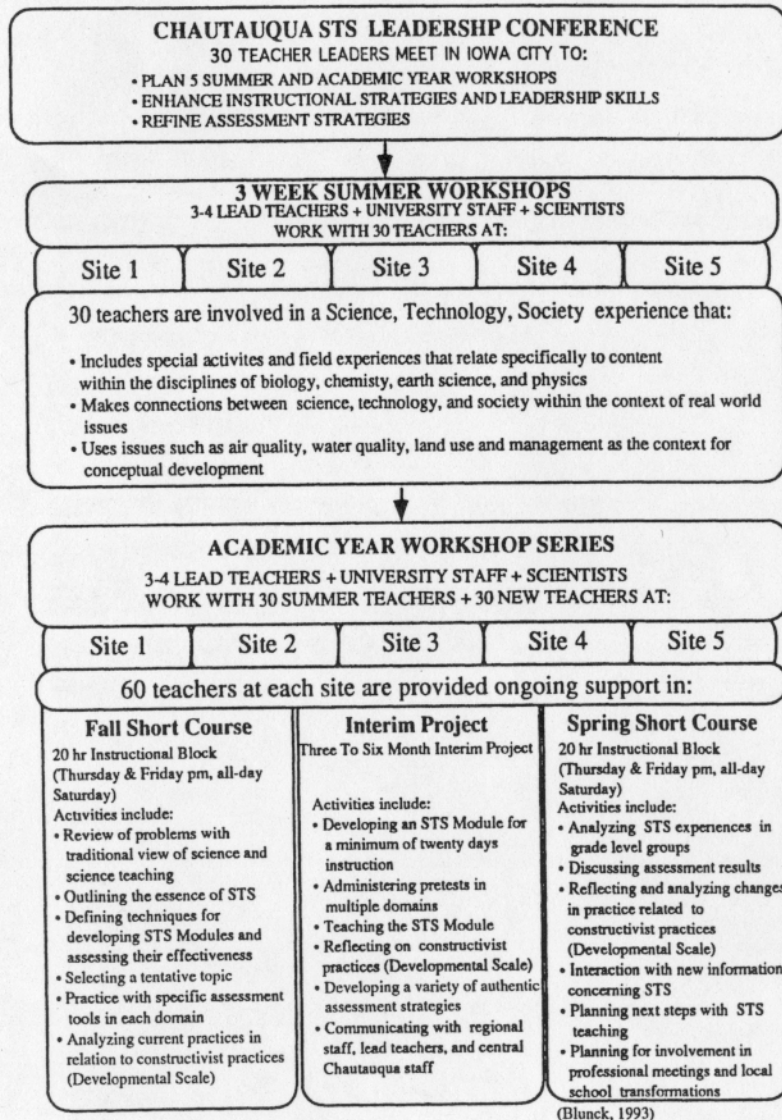 CHAUTAUQUA STS LEADERSHP CONFERENCE
30 TEACHER LEADERS MEET IN IOWA CITY TO:
• PLAN 5 SUMMER AND ACADEMIC YEAR WORKSHOPS
• ENHANCE INSTRUCTIONAL STRATEGIES AND LEADERSHIP SKILLS
• REFINE ASSESSMENT STRATEGIES
3 WEEK SUMMER WORKSHOPS
3-4 LEAD TEACHERS + UNIVERSITY STAFF + SCIENTISTS
WORK WITH 30 TEACHERS AT:
Site 1 Site 2 Site 3 Site 4 Site 5
30 teachers are involved in a Science, Technology, Society experience that:
• Includes special activites and field experiences that relate specifically to content
within the disciplines of biology, chemisty, earth science, and physics
• Makes connections between science, technology, and society within the context of real world
issues
• Uses issues such as air quality, water quality, land use and management as the context for
conceptual development
ACADEMIC YEAR WORKSHOP SERIES
3-4 LEAD TEACHERS + UNIVERSITY STAFF + SCIENTISTS
WORK WITH 30 SUMMER TEACHERS + 30 NEW TEACHERS AT:
Site 1 Site 2 Site 3 Site 4 Site 5
60 teachers at each site are provided ongoing support in:
Fall Short Course
20 hr Instructional Block
(Thursday & Friday pm, all-day
Saturday)
Activities include:
• Review of problems with
traditional view of science and
science teaching
• Outlining the essence of STS
• Defining techniques for
developing STS Modules and
assessing their effectiveness
• Selecting a tentative topic
• Practice with specific assessment
tools in each domain
• Analyzing current practices in
relation to constructivist practices
(Developmental Scale)
Interim Project
Three To Six Month Interim Project
Activities include:
• Developing an STS Module for
a minimum of twenty days
instruction
• Administering pretests in
multiple domains
• Teaching the STS Module
• Reflecting on constructivist
practices (Developmental Scale)
• Developing a variety of authentic
assessment strategies
• Communicating with regional
staff, lead teachers, and central
Chautauqua staff
Spring Short Course
20 hr Instructional Block
(Thursday & Friday pm, all-day
Saturday)
Activities include:
• Analyzing STS experiences in
grade level groups
• Discussing assessment results
• Reflecting and analyzing changes
in practice related to
constructivist practices
(Developmental Scale)
• Interaction with new information
concerning STS
• Planning next steps with STS
teaching
• Planning for involvement in
professional meetings and local
school transformations
(Blunck, 1993)